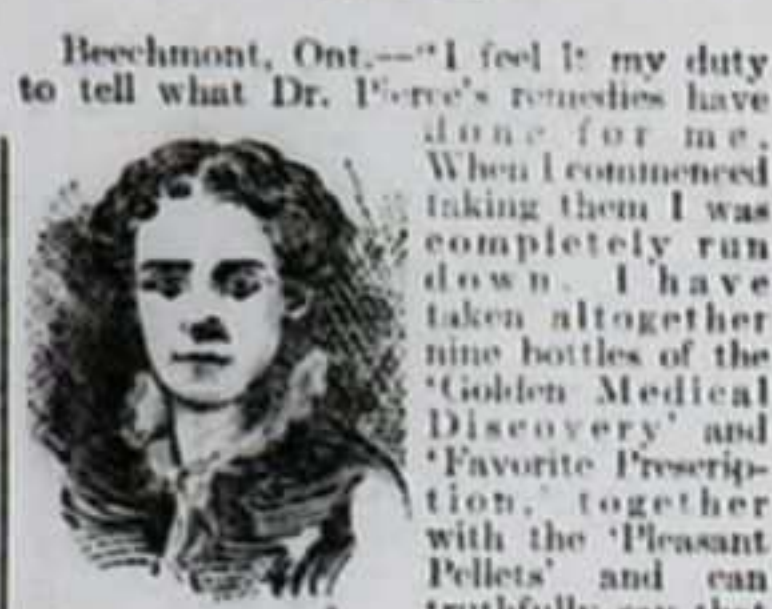 Beechmont, Ont.—"I feel it my duty
to tell what Dr. Pierce's remedies have
done for me.
When I commenced
taking them I was
completely run
down. I have
taken altogether
nine bottles of the
'Golden Medical
Discovery' and
'Favorite Prescrip-
tion,' together
with the 'Pleasant
Pellets' and can